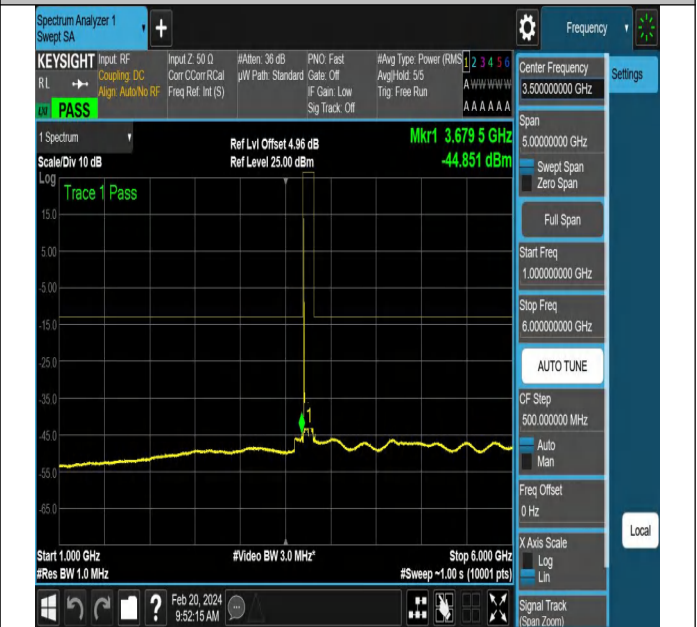 Spectrum Analyzer 1
Swept SA
+
Frequency
KEYSIGHT
Input: RF
Coupling: DC
Align: Auto/No RF
Input Z: 50 Ω
Corr CCorr RCal
Freq Ref: Int (S)
#Atten: 36 dB
µW Path: Standard
PNO: Fast
Gate: Off
IF Gain: Low
Sig Track: Off
#Avg Type: Power (RMS
Avg|Hold: 5/5
Trig: Free Run
1 2 3 4 5 6
A W W W W W
A A A A A A
R L
LXI
PASS
1 Spectrum
Scale/Div 10 dB
Ref Lvl Offset 4.96 dB
Ref Level 25.00 dBm
Mkr1 3.679 5 GHz
-44.851 dBm
Log
Trace 1 Pass
15.0
5.00
-5.00
-15.0
-25.0
-35.0
-45.0
-55.0
-65.0
1
Start 1.000 GHz
#Res BW 1.0 MHz
#Video BW 3.0 MHz*
Stop 6.000 GHz
#Sweep ~1.00 s (10001 pts)
Feb 20, 2024
9:52:15 AM
?
Center Frequency
3.500000000 GHz
Settings
Span
5.00000000 GHz
Swept Span
Zero Span
Full Span
Start Freq
1.000000000 GHz
Stop Freq
6.000000000 GHz
AUTO TUNE
CF Step
500.000000 MHz
Auto
Man
Freq Offset
0 Hz
Local
X Axis Scale
Log
Lin
Signal Track
(Span Zoom)